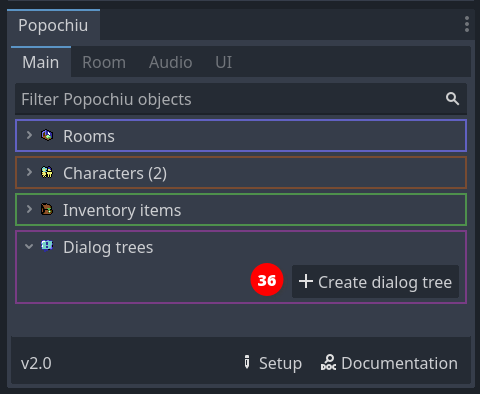 Popochiu
Main Room Audio UI
Filter Popochiu objects
Rooms
Characters (2)
Inventory items
Dialog trees
36 + Create dialog tree
v2.0 Setup DOC Documentation